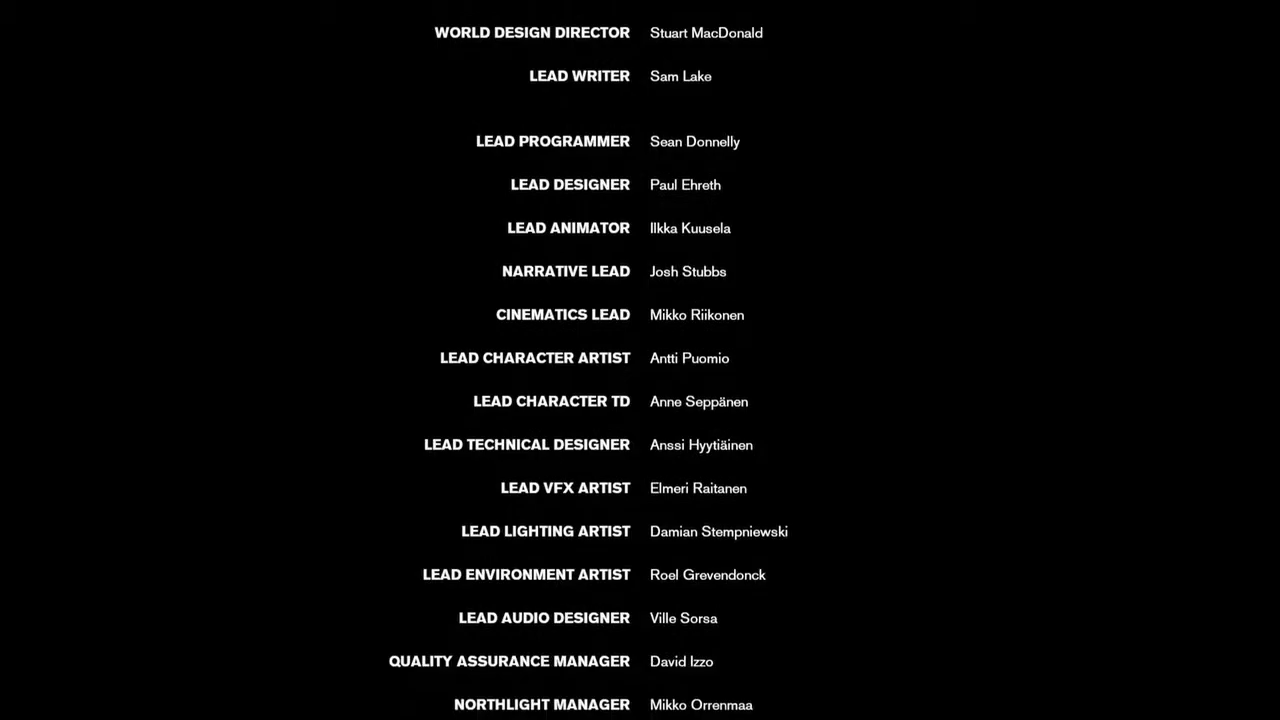 WORLD DESIGN DIRECTOR Stuart MacDonald
LEAD WRITER Sam Lake
LEAD PROGRAMMER Sean Donnelly
LEAD DESIGNER Paul Ehreth
LEAD ANIMATOR Ilkka Kuusela
NARRATIVE LEAD Josh Stubbs
CINEMATICS LEAD Mikko Riikonen
LEAD CHARACTER ARTIST Antti Puomio
LEAD CHARACTER TD Anne Seppänen
LEAD TECHNICAL DESIGNER Anssi Hyytiäinen
LEAD VFX ARTIST Elmeri Raitanen
LEAD LIGHTING ARTIST Damian Stempniewski
LEAD ENVIRONMENT ARTIST Roel Grevendonck
LEAD AUDIO DESIGNER Ville Sorsa
QUALITY ASSURANCE MANAGER David Izzo
NORTHLIGHT MANAGER Mikko Orrenmaa